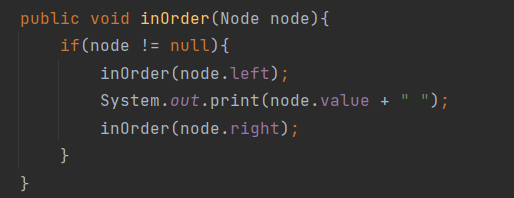 public void inOrder(Node node){
    if(node != null){
        inOrder(node.left);
        System.out.print(node.value + " ");
        inOrder(node.right);
    }
}